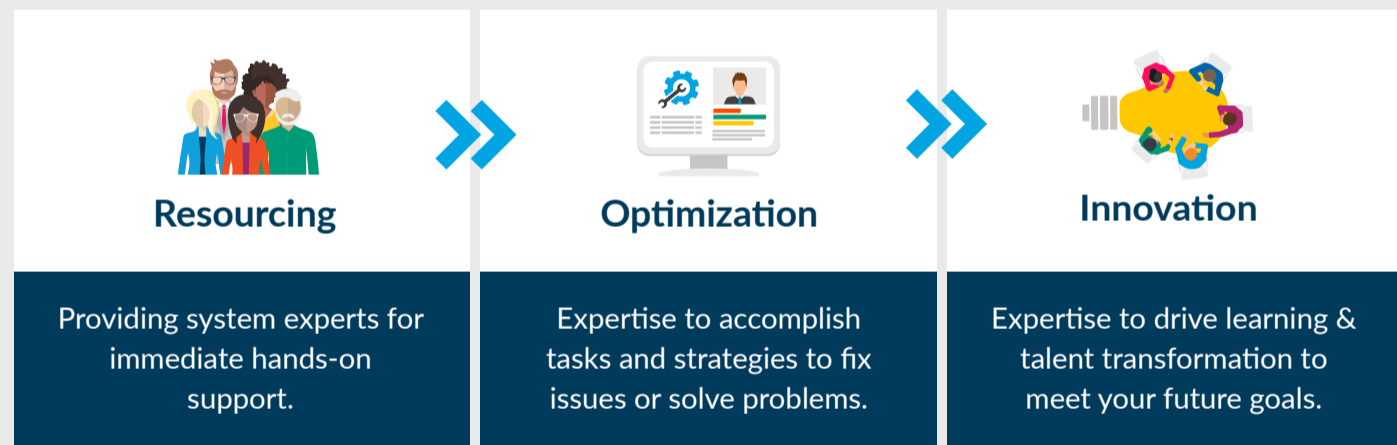 Resourcing
Providing system experts for
immediate hands-on
support.
Optimization
Expertise to accomplish
tasks and strategies to fix
issues or solve problems.
Innovation
Expertise to drive learning &
talent transformation to
meet your future goals.